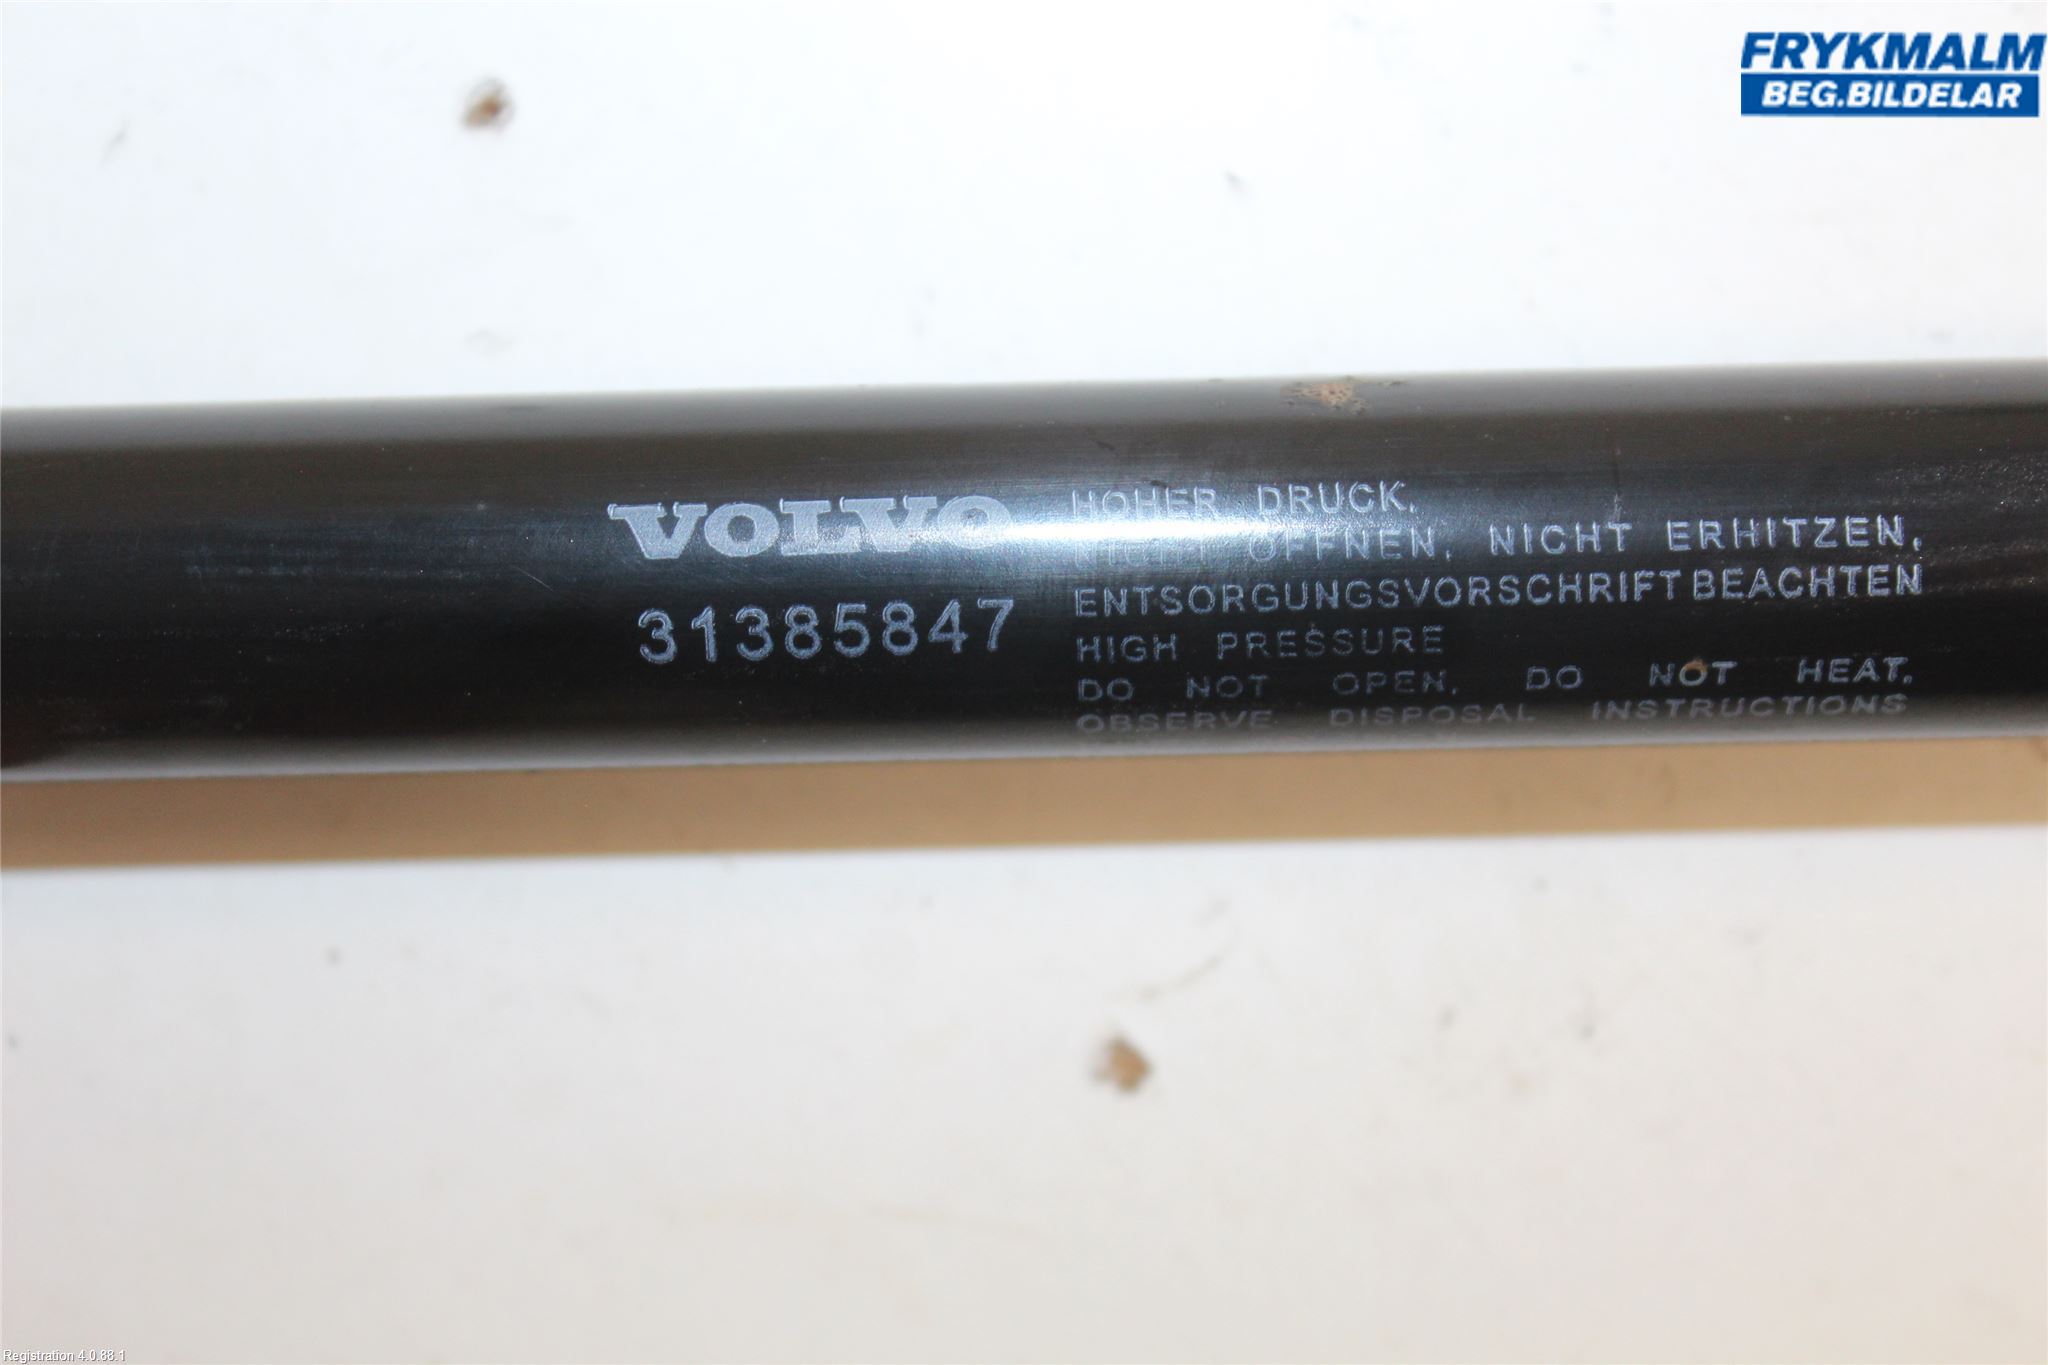 FRYKMALM
BEG.BILDELAR
VOLVO
31385847
HOHER DRUCK.
NICHT OFFNEN, NICHT ERHITZEN,
ENTSORGUNGSVORSCHRIFT BEACHTEN
HIGH PRESSURE
DO NOT OPEN. DO NOT HEAT.
OBSERVE DISPOSAL INSTRUCTIONS
Registration 4.0.88.1